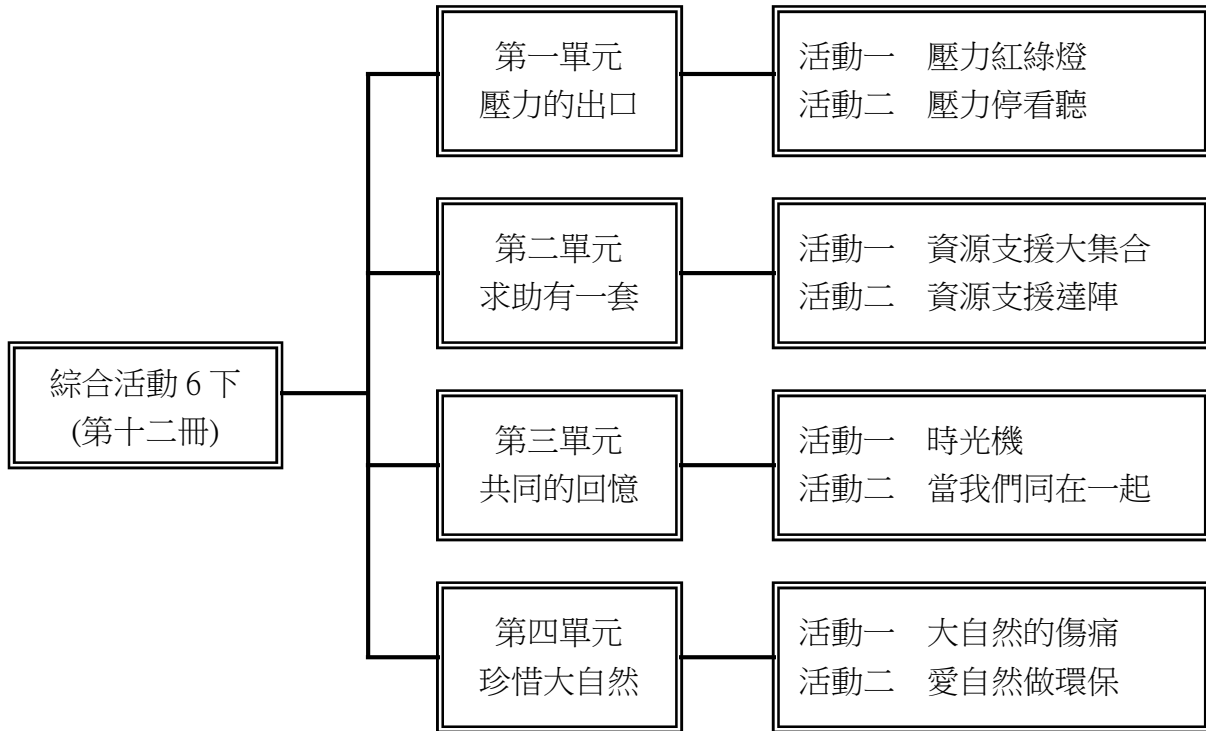 綜合活動 6 下
(第十二冊)
第一單元
壓力的出口
活動一　壓力紅綠燈
活動二　壓力停看聽
第二單元
求助有一套
活動一　資源支援大集合
活動二　資源支援達陣
第三單元
共同的回憶
活動一　時光機
活動二　當我們同在一起
第四單元
珍惜大自然
活動一　大自然的傷痛
活動二　愛自然做環保